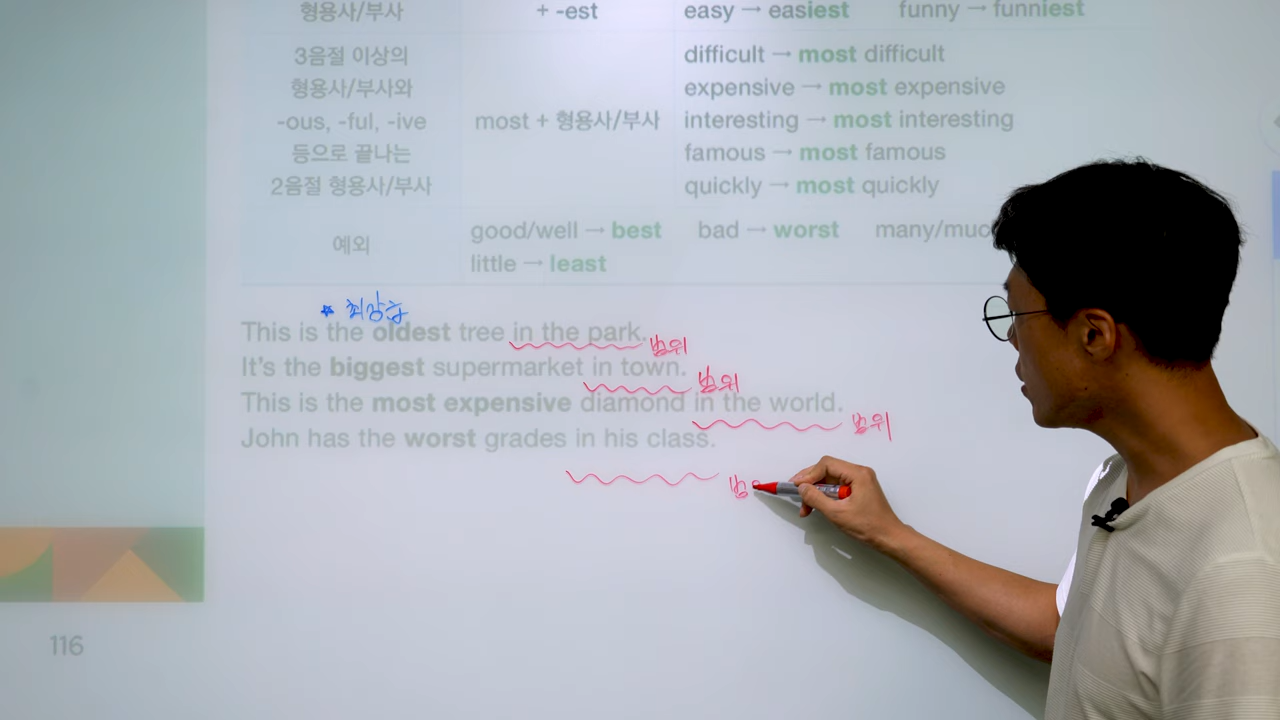 형용사/부사 + -est easy → easiest funny → funniest
3음절 이상의 difficult → most difficult
형용사/부사와 expensive → most expensive
-ous, -ful, -ive most + 형용사/부사 interesting → most interesting
등으로 끝나는 famous → most famous
2음절 형용사/부사 quickly → most quickly
예외 good/well → best bad → worst many/muc
little → least
* 최상급
This is the oldest tree in the park. 범위
It's the biggest supermarket in town. 범위
This is the most expensive diamond in the world. 범위
John has the worst grades in his class.
범
116